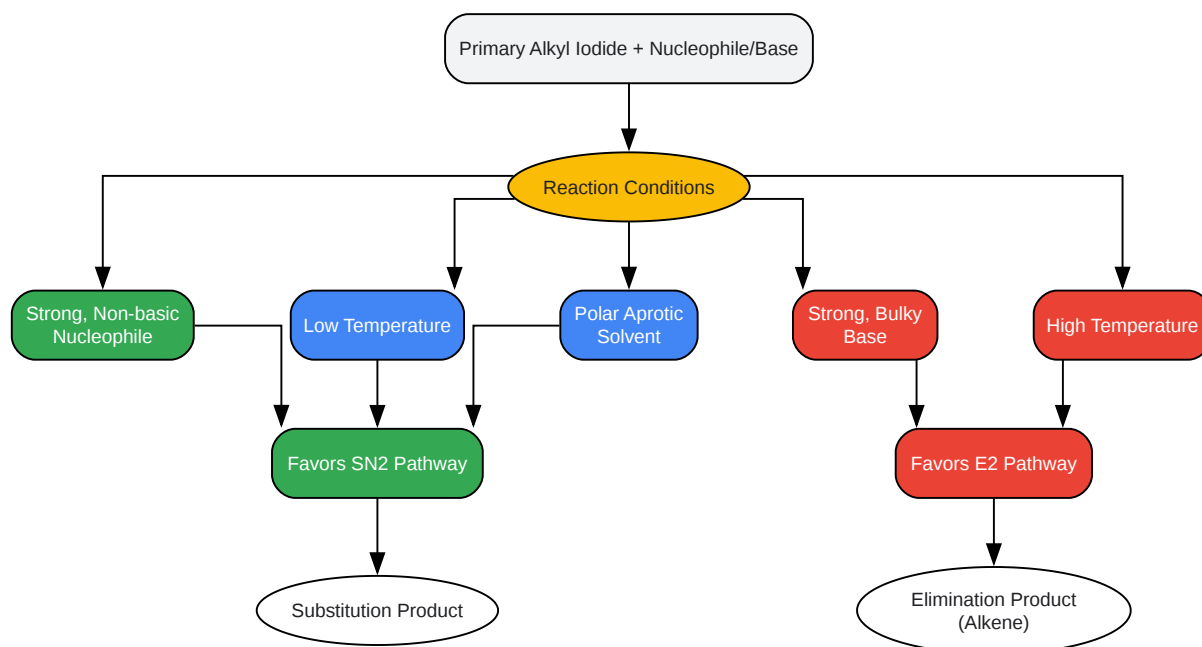 Primary Alkyl Iodide + Nucleophile/Base
Reaction Conditions
Strong, Non-basic
Nucleophile
Low Temperature
Polar Aprotic
Solvent
Strong, Bulky
Base
High Temperature
Favors SN2 Pathway
Favors E2 Pathway
Substitution Product
Elimination Product
(Alkene)